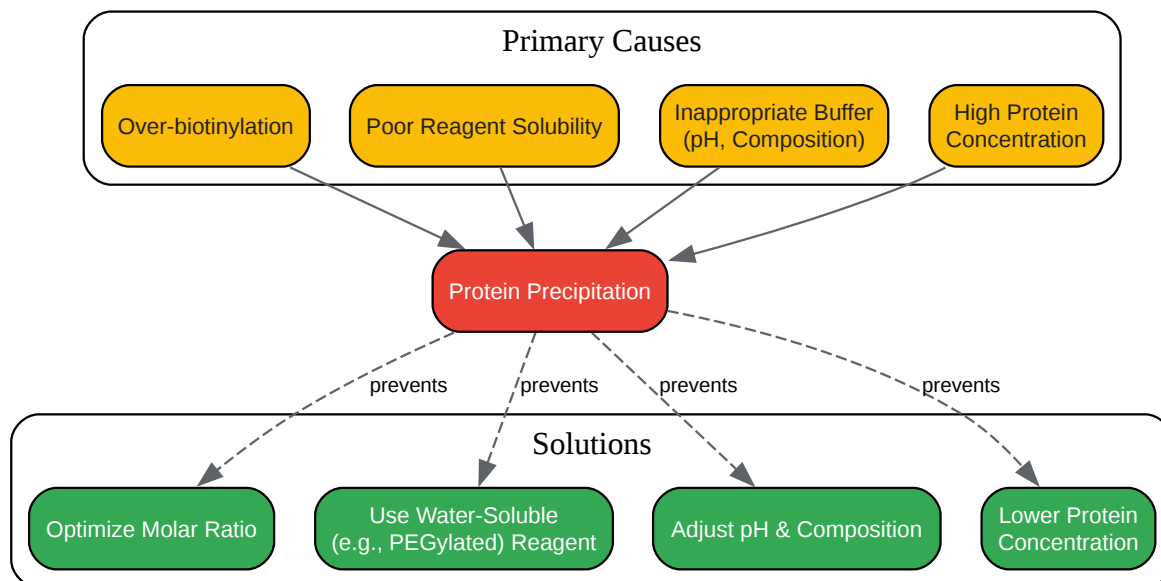 Primary Causes
Over-biotinylation
Poor Reagent Solubility
Inappropriate Buffer
(pH, Composition)
High Protein
Concentration
Protein Precipitation
prevents
prevents
prevents
prevents
Solutions
Optimize Molar Ratio
Use Water-Soluble
(e.g., PEGylated) Reagent
Adjust pH & Composition
Lower Protein
Concentration